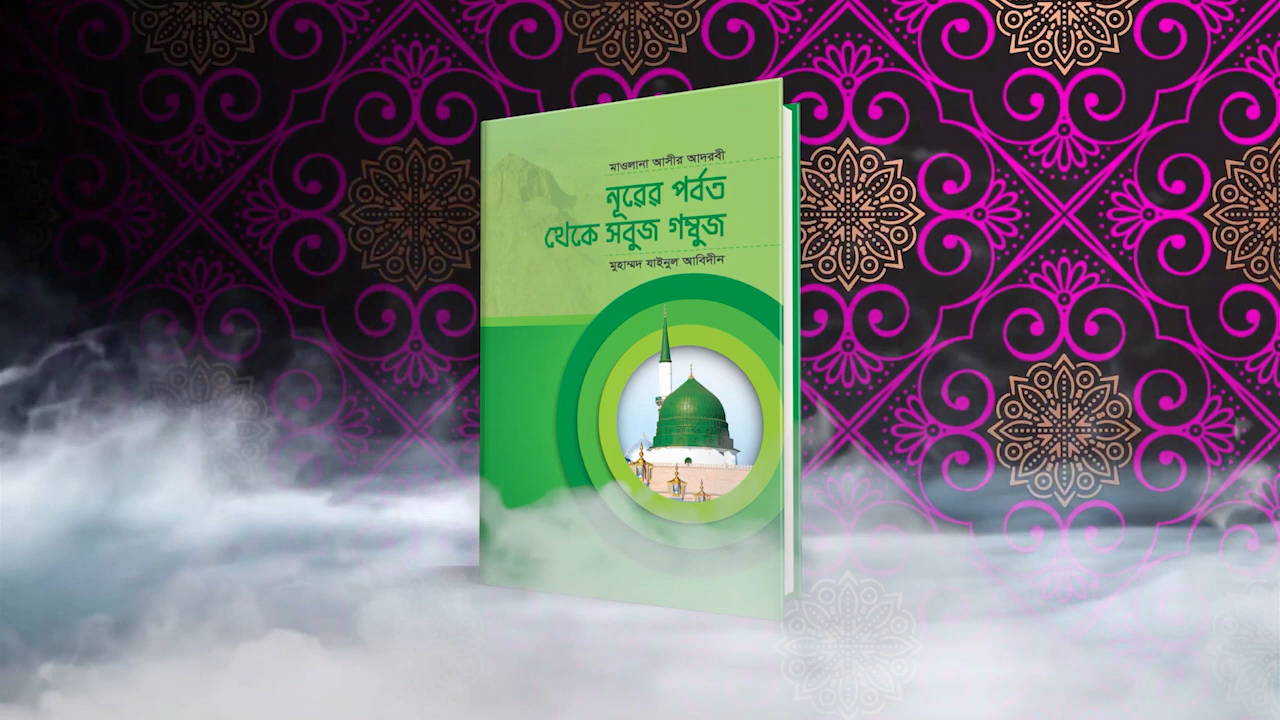 মাওলানা আসীর আদরবী
নূরের পর্বত
থেকে সবুজ গম্বুজ
মুহাম্মদ যাইনুল আবিদীন